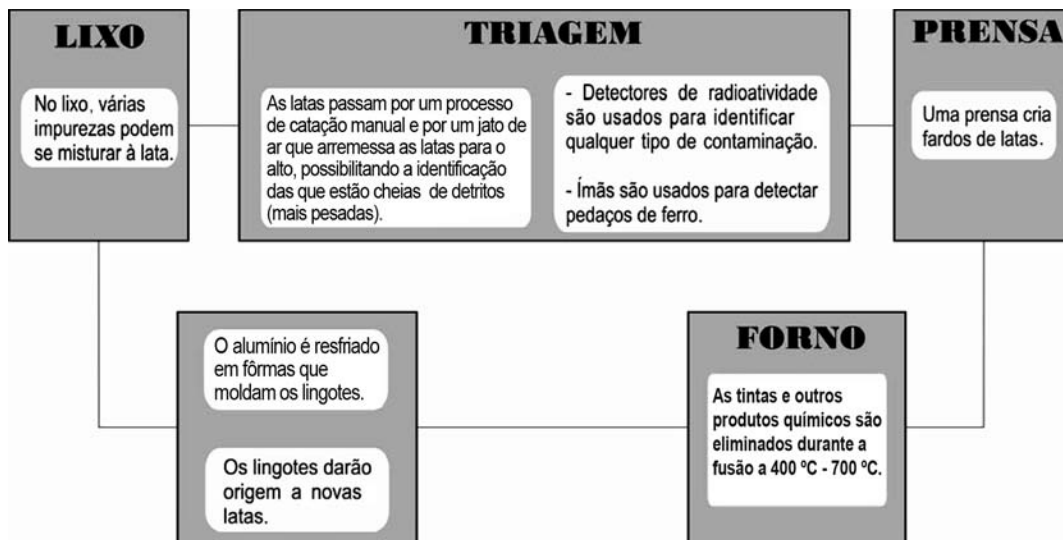 LIXO
No lixo, várias
impurezas podem
se misturar à lata.
TRIAGEM
As latas passam por um processo
de catação manual e por um jato de
ar que arremessa as latas para o
alto, possibilitando a identificação
das que estão cheias de detritos
(mais pesadas).
- Detectores de radioatividade
são usados para identificar
qualquer tipo de contaminação.
- Ímãs são usados para detectar
pedaços de ferro.
PRENSA
Uma prensa cria
fardos de latas.
FORNO
As tintas e outros
produtos químicos são
eliminados durante a
fusão a 400 ºC - 700 ºC.
O alumínio é resfriado
em fôrmas que
moldam os lingotes.
Os lingotes darão
origem a novas
latas.